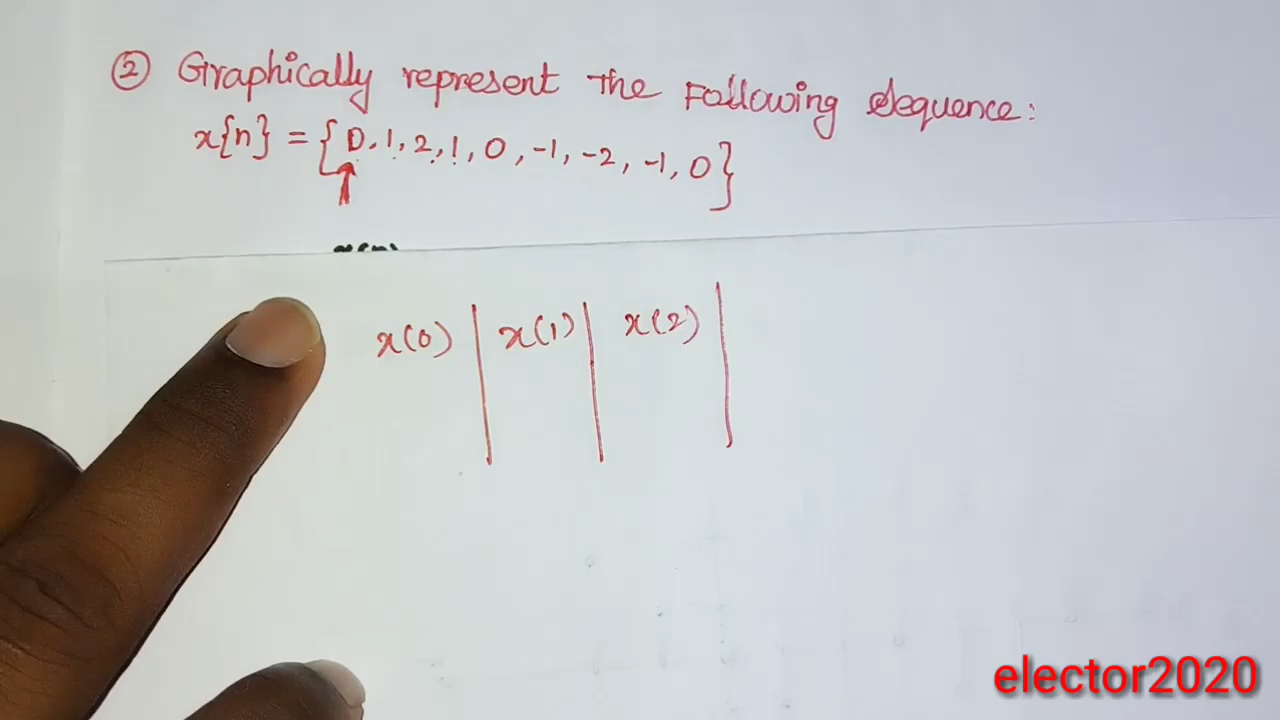 ② Graphically represent the Following Sequence:
x{n} = {0, 1, 2, 1, 0, -1, -2, -1, 0}
↑
x(0) | x(1) | x(2) |
elector2020